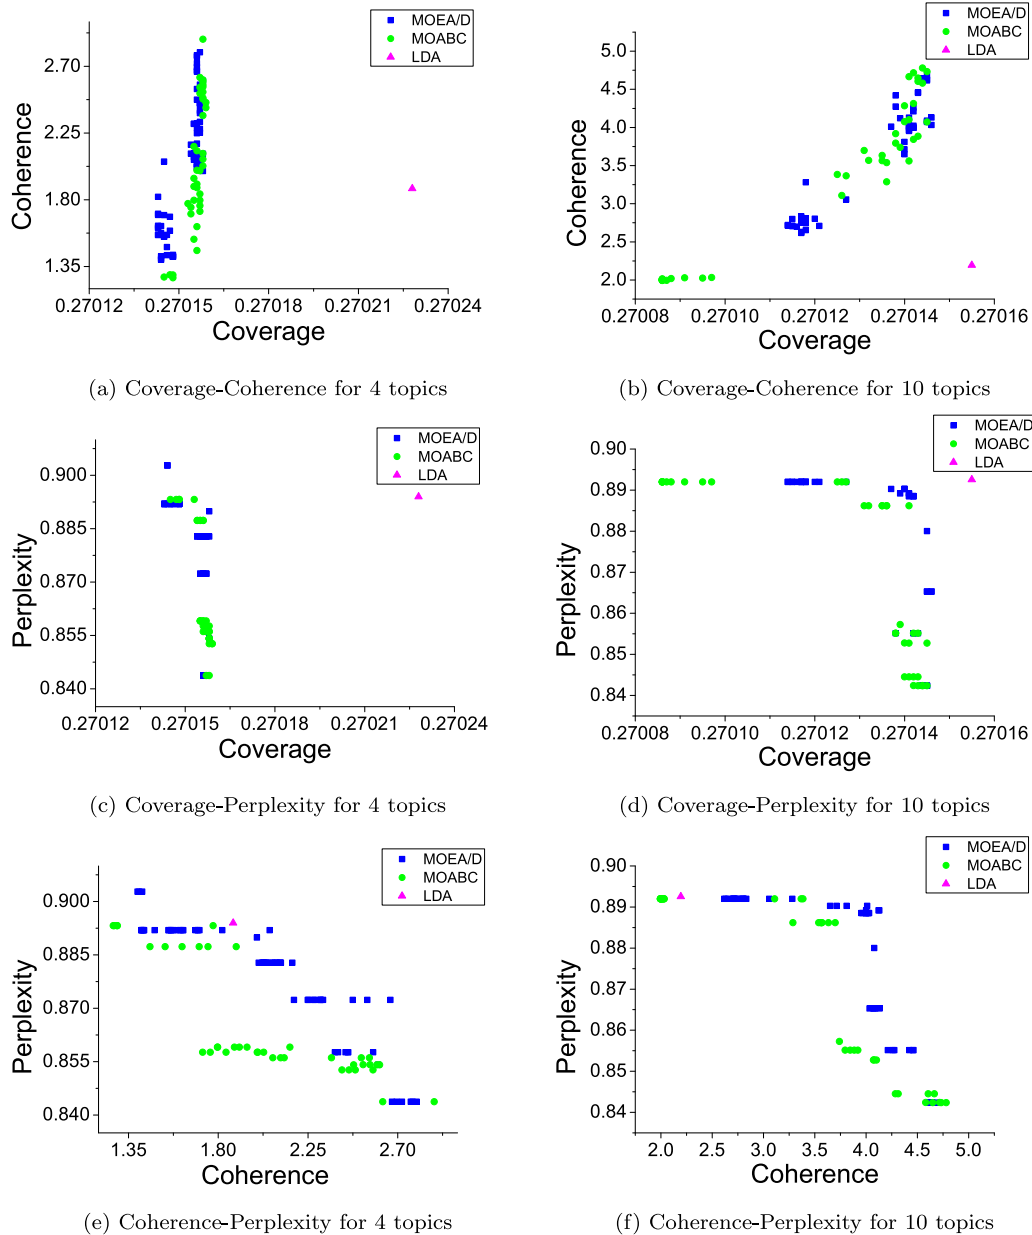 MOEA/D
MOABC
LDA
2.70
2.25
1.80
1.35
Coherence
0.27012
0.27015
0.27018
0.27021
0.27024
Coverage
(a) Coverage-Coherence for 4 topics
MOEA/D
MOABC
LDA
5.0
4.5
4.0
3.5
3.0
2.5
2.0
Coherence
0.27008
0.27010
0.27012
0.27014
0.27016
Coverage
(b) Coverage-Coherence for 10 topics
MOEA/D
MOABC
LDA
0.900
0.885
0.870
0.855
0.840
Perplexity
0.27012
0.27015
0.27018
0.27021
0.27024
Coverage
(c) Coverage-Perplexity for 4 topics
MOEA/D
MOABC
LDA
0.90
0.89
0.88
0.87
0.86
0.85
0.84
Perplexity
0.27008
0.27010
0.27012
0.27014
0.27016
Coverage
(d) Coverage-Perplexity for 10 topics
MOEA/D
MOABC
LDA
0.900
0.885
0.870
0.855
0.840
Perplexity
1.35
1.80
2.25
2.70
Coherence
(e) Coherence-Perplexity for 4 topics
MOEA/D
MOABC
LDA
0.90
0.89
0.88
0.87
0.86
0.85
0.84
Perplexity
2.0
2.5
3.0
3.5
4.0
4.5
5.0
Coherence
(f) Coherence-Perplexity for 10 topics